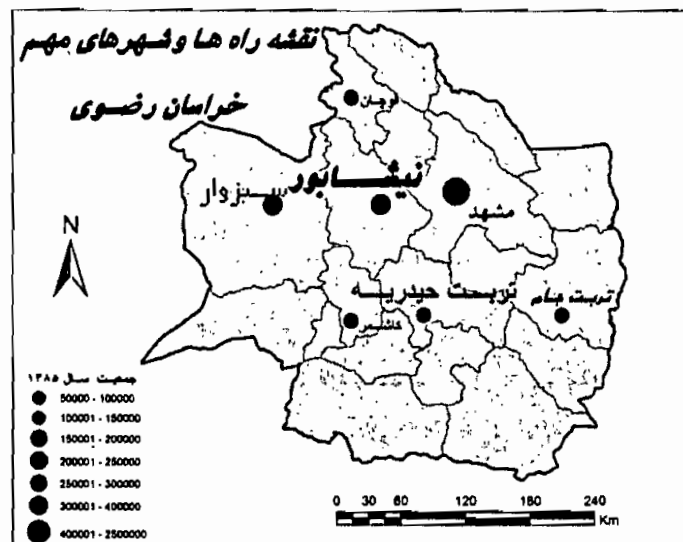 نقشه راه ها و شهرهای مهم
خراسان رضوی
قوچان
نیشابور
سبزوار
مشهد
تربت حیدریه
تربت جام
کاشمر
N
جمعیت سال ۱۳۸۵
50000 - 100000
100001 - 150000
150001 - 200000
200001 - 250000
250001 - 300000
300001 - 400000
400001 - 2500000
0 30 60 120 180 240
Km